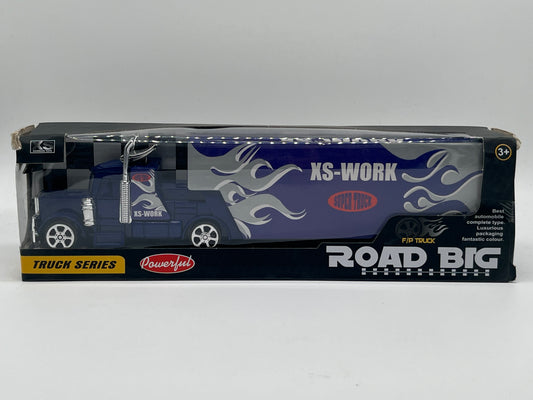 XS-WORK
SUPER TRUCK
3+
XS-WORK
Best
automobile
complete type.
Luxurious
packaging
fantastic colour.
F/P TRUCK
TRUCK SERIES
Powerful
ROAD BIG